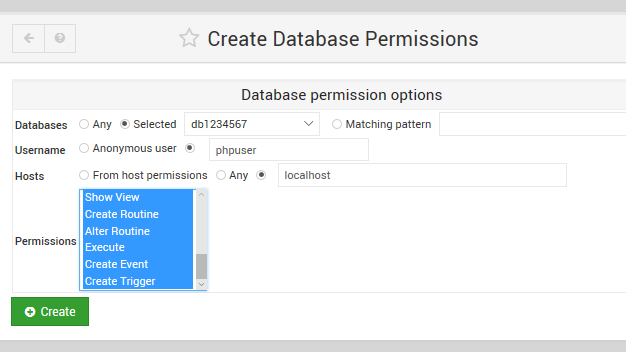 Create Database Permissions
Database permission options
Databases Any Selected db1234567 Matching pattern
Username Anonymous user phpuser
Hosts From host permissions Any localhost
Permissions
Show View
Create Routine
Alter Routine
Execute
Create Event
Create Trigger
Create